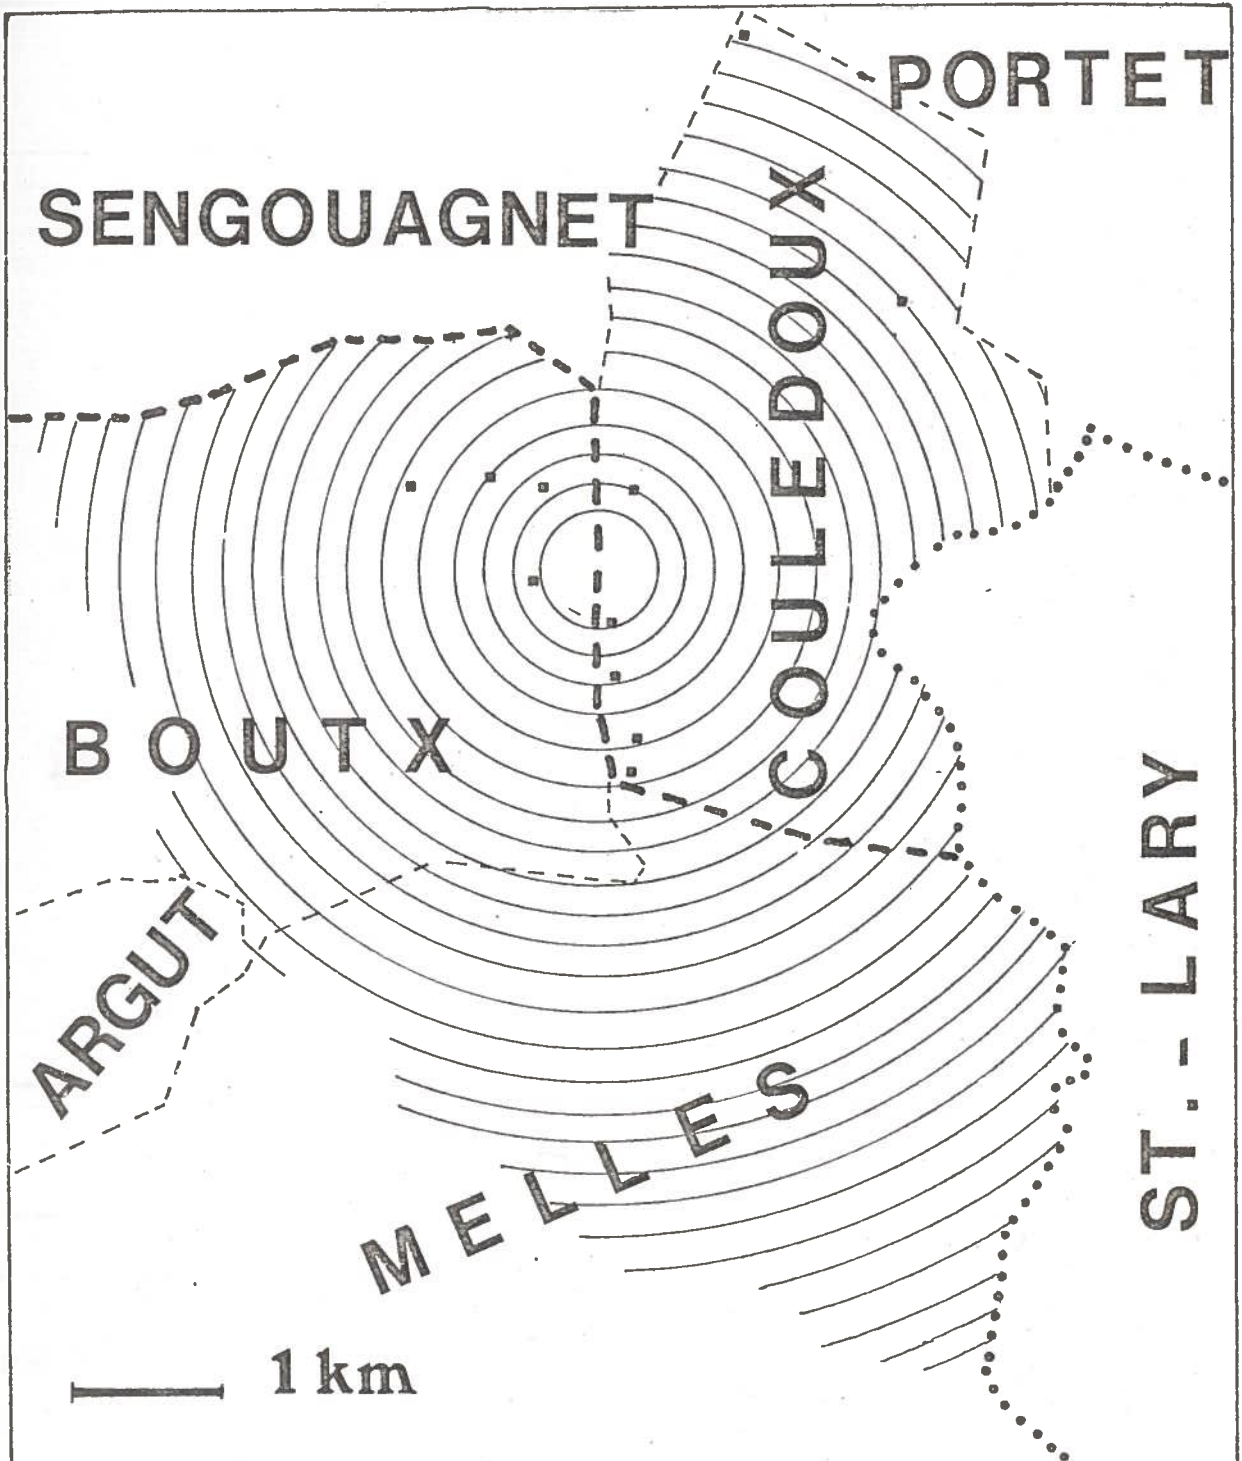 PORTET
SENGOUAGNET
COULEDOUX
BOUTX
ARGUT
MELLES
ST.-LARY
1 km